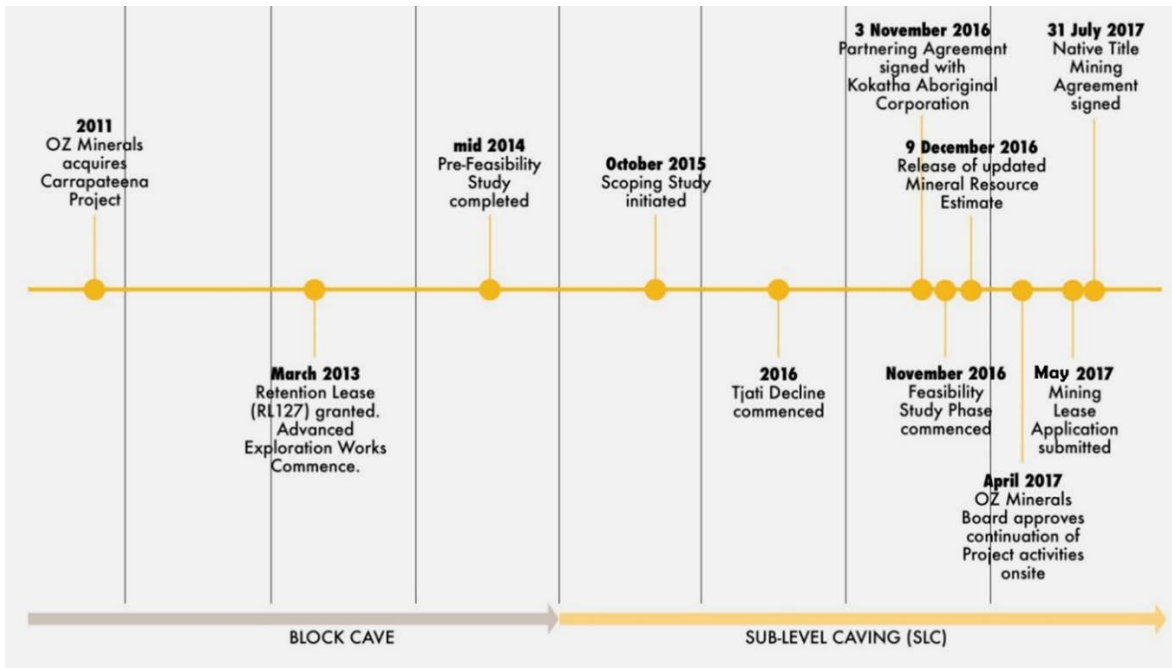 2011
OZ Minerals
acquires
Carrapateena
Project
March 2013
Retention Lease
(RL127) granted.
Advanced
Exploration Works
Commence.
mid 2014
Pre-Feasibility
Study
completed
October 2015
Scoping Study
initiated
2016
Tjati Decline
commenced
3 November 2016
Partnering Agreement
signed with
Kokatha Aboriginal
Corporation
November 2016
Feasibility
Study Phase
commenced
9 December 2016
Release of updated
Mineral Resource
Estimate
April 2017
OZ Minerals
Board approves
continuation of
Project activities
onsite
May 2017
Mining
Lease
Application
submitted
31 July 2017
Native Title
Mining
Agreement
signed
BLOCK CAVE
SUB-LEVEL CAVING (SLC)